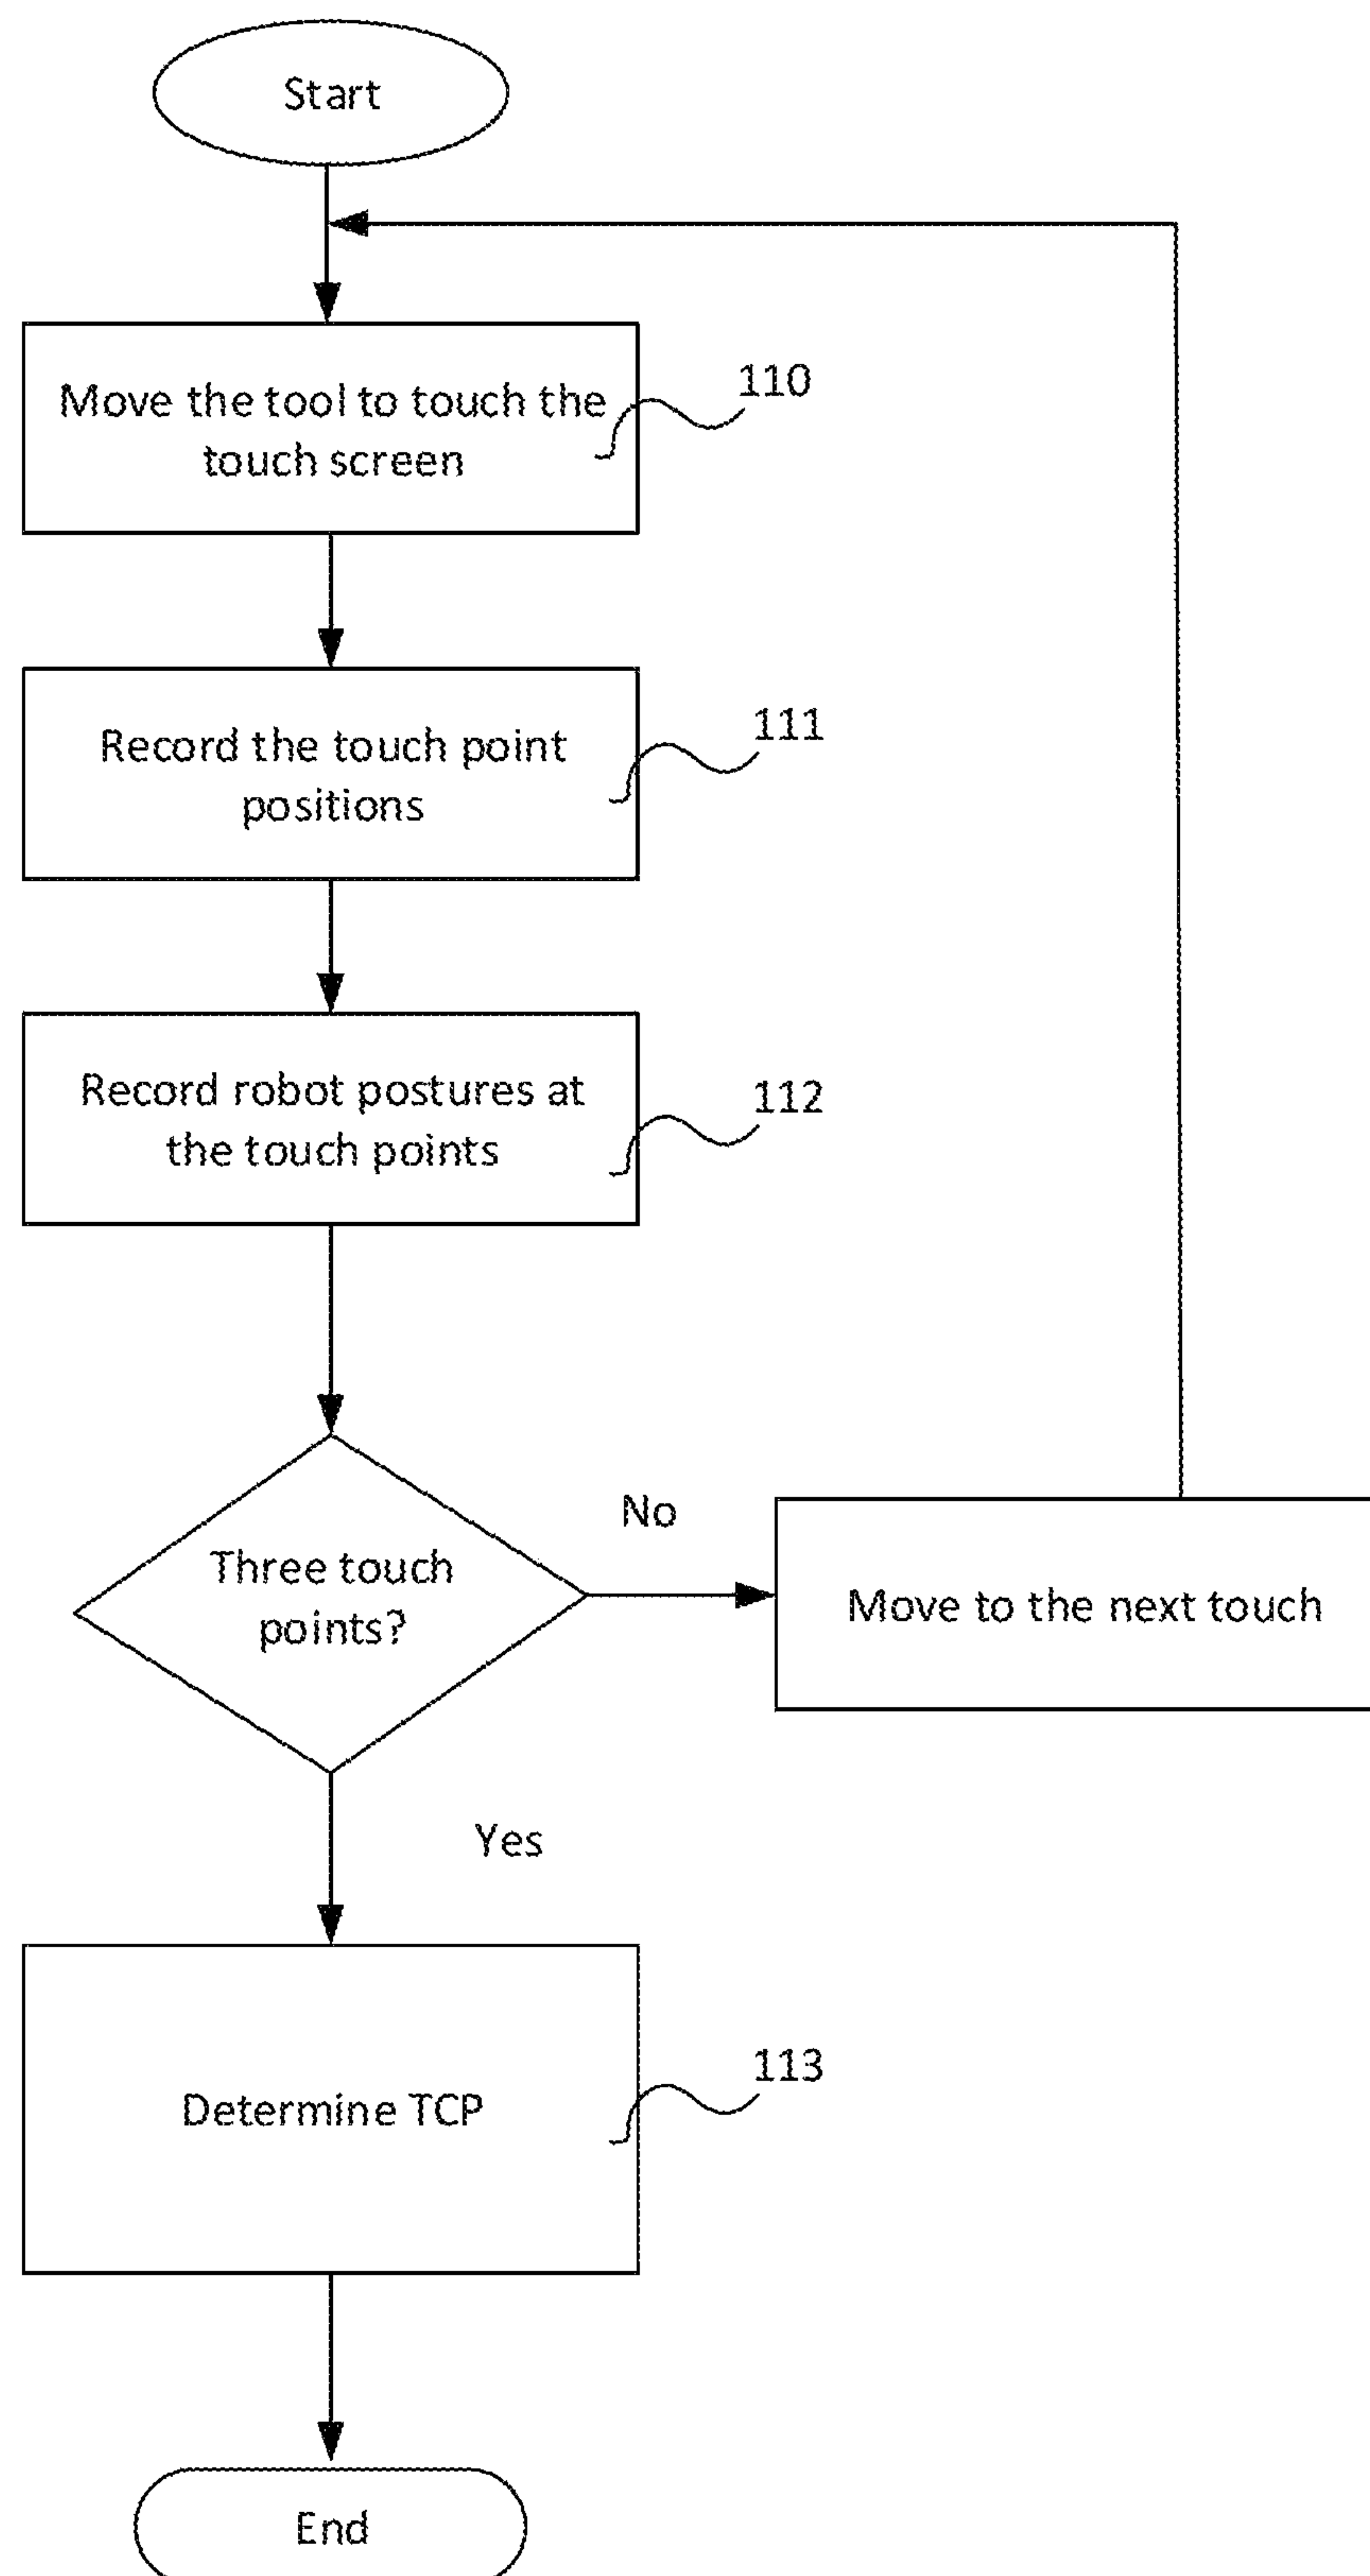 Start
Move the tool to touch the
touch screen
110
Record the touch point
positions
111
Record robot postures at
the touch points
112
Three touch
points?
No
Move to the next touch
Yes
Determine TCP
113
End